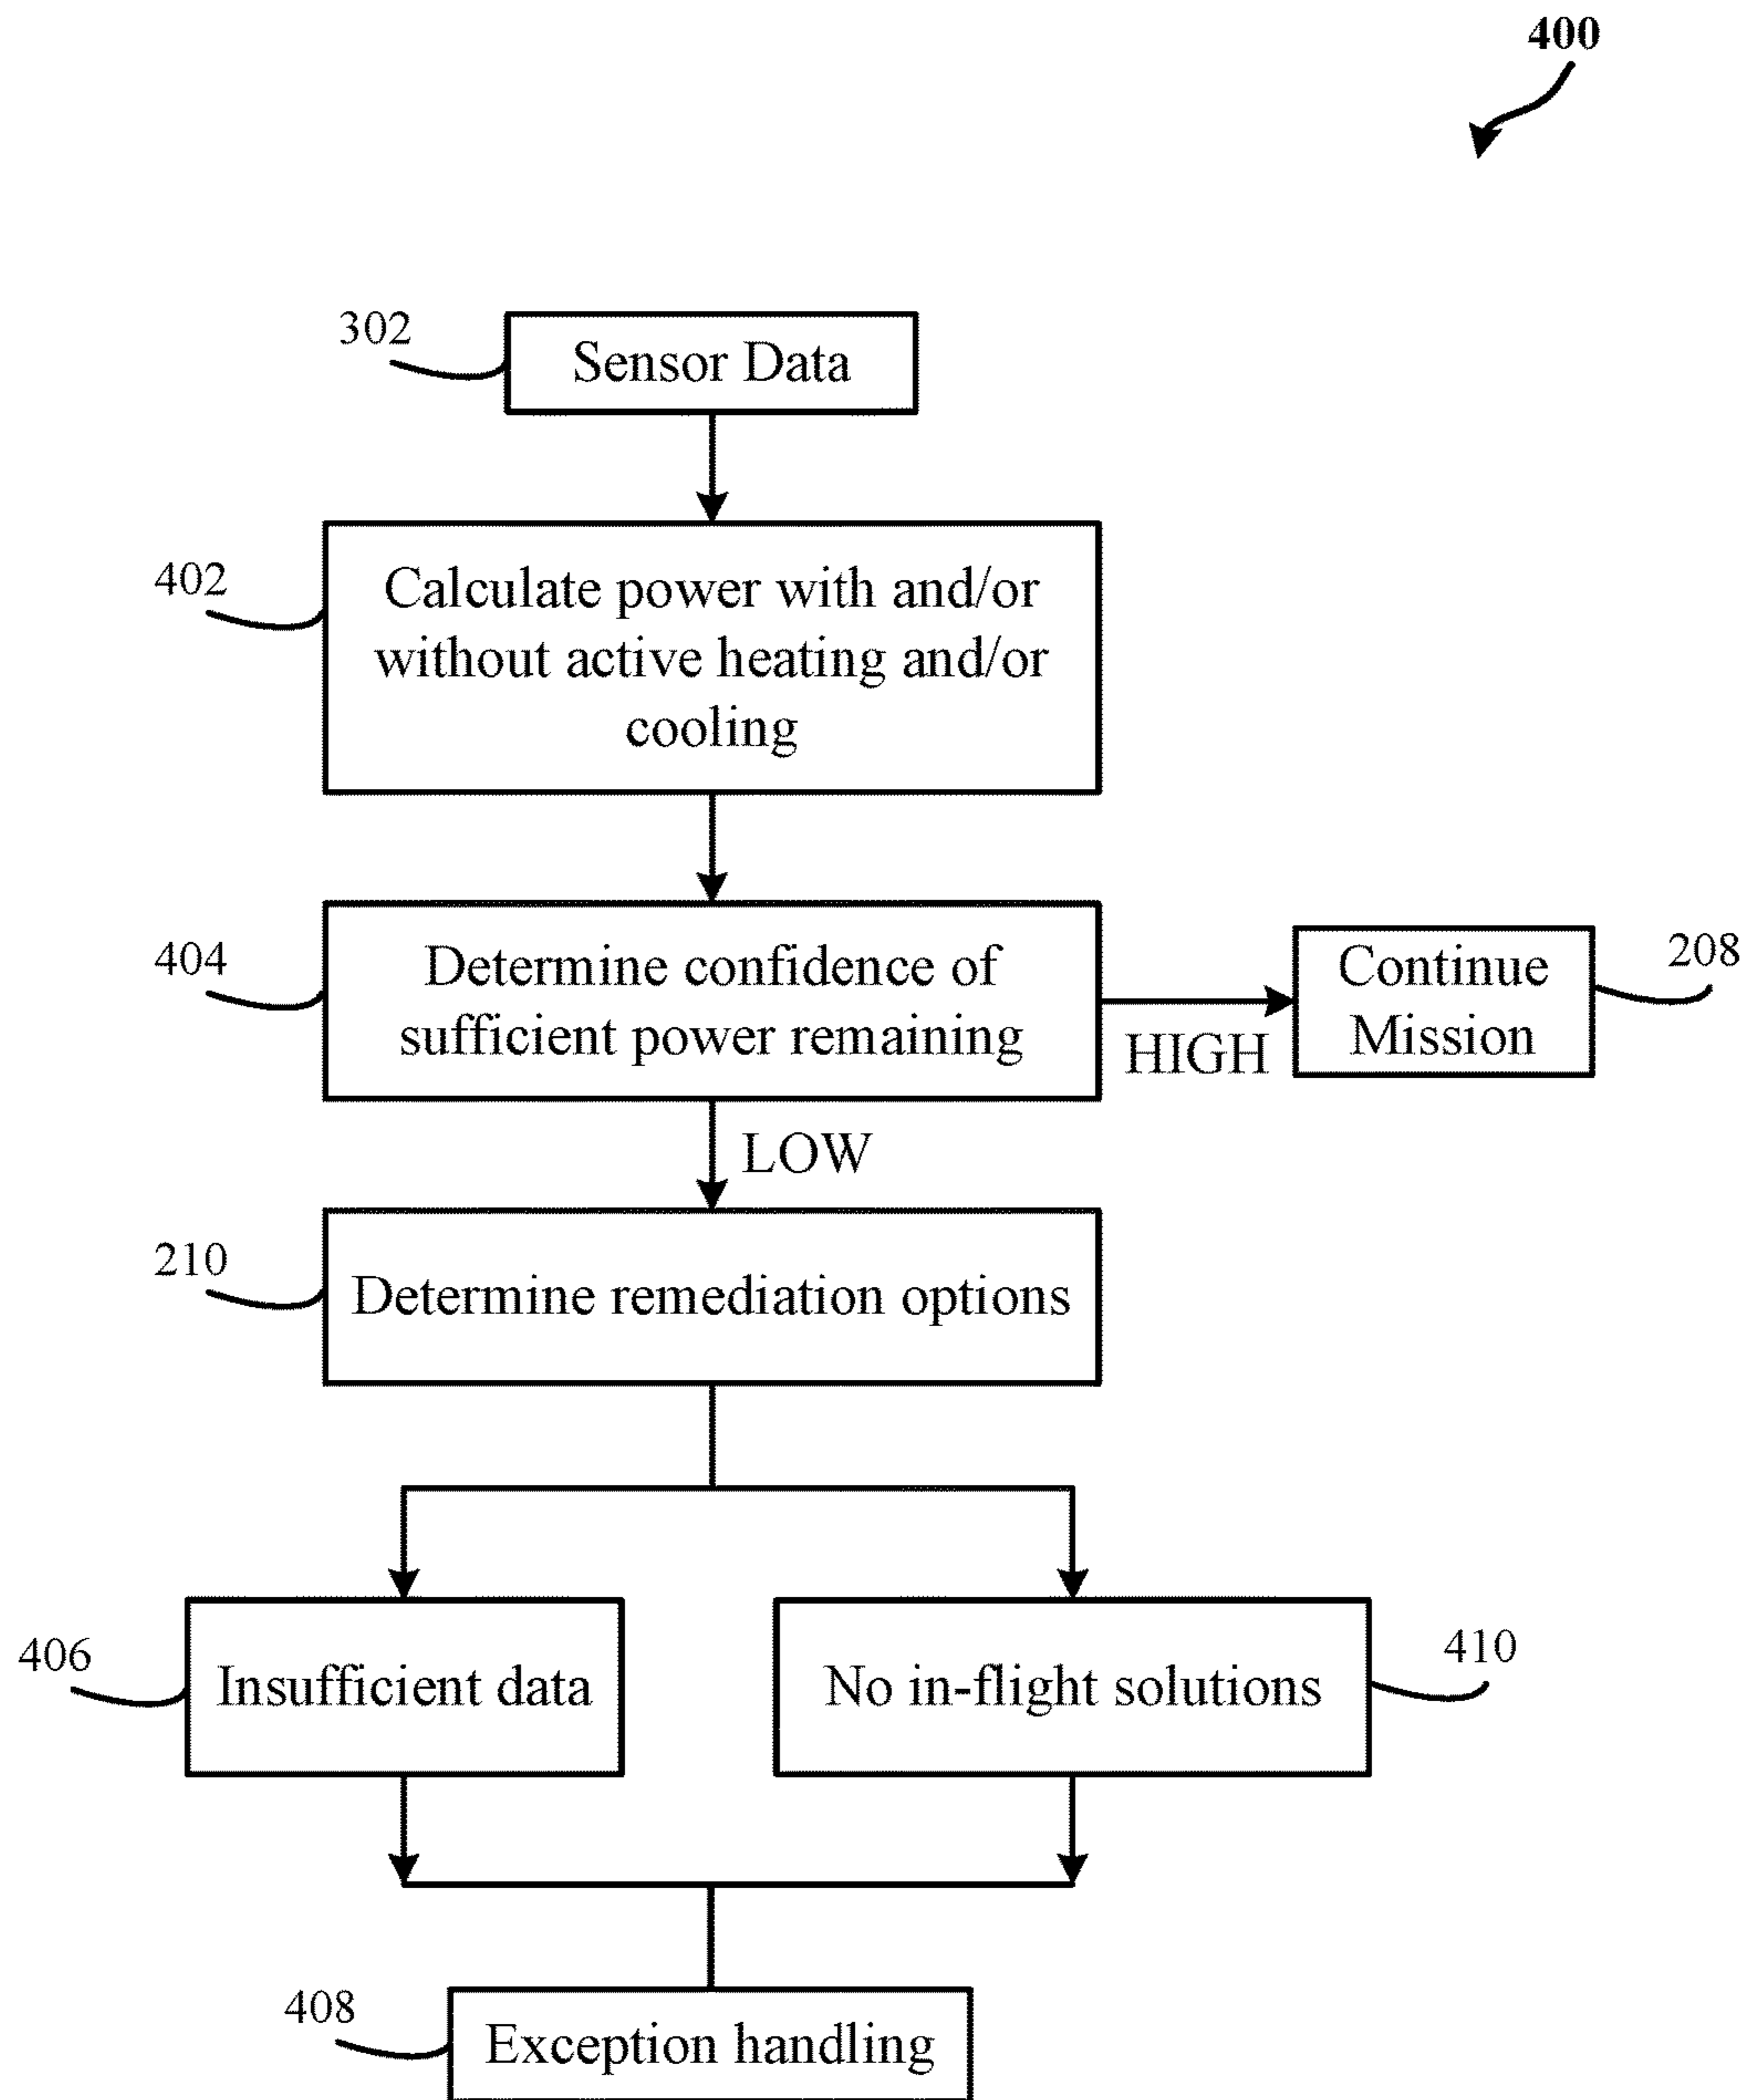 400
302
Sensor Data
402
Calculate power with and/or
without active heating and/or
cooling
404
Determine confidence of
sufficient power remaining
HIGH
Continue
Mission
208
LOW
210
Determine remediation options
406
Insufficient data
No in-flight solutions
410
408
Exception handling